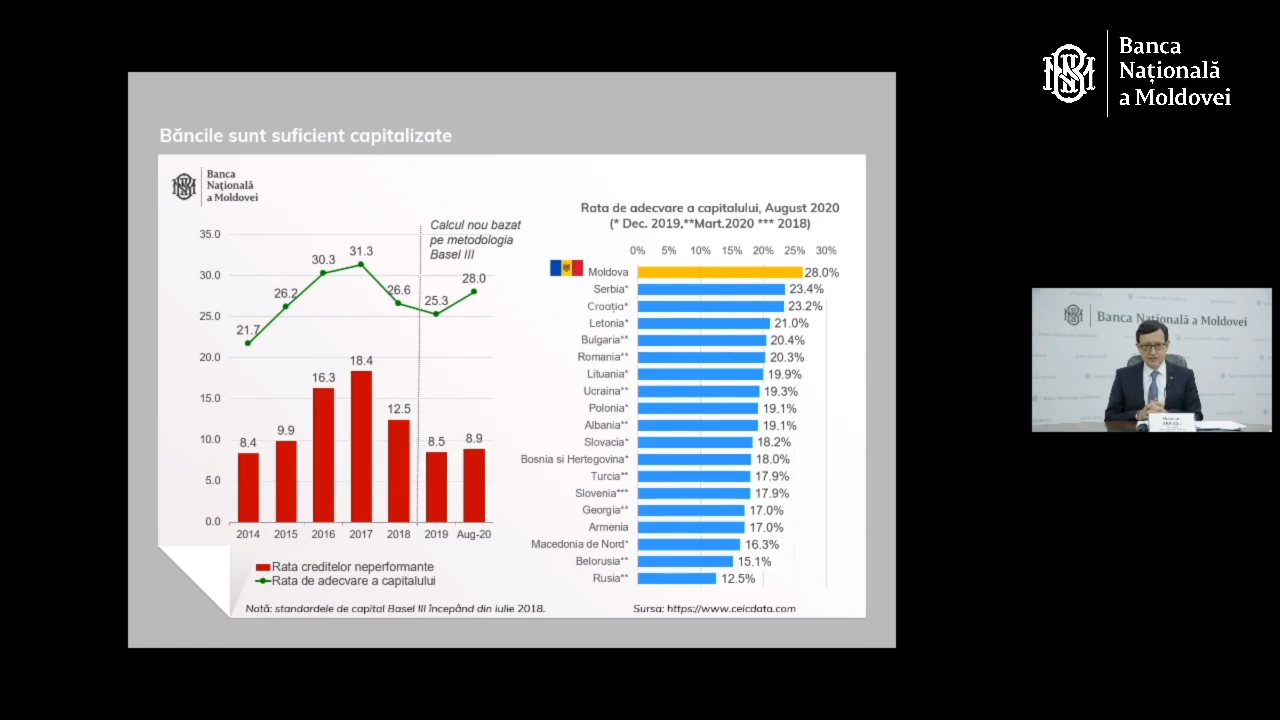 Banca
Națională
a Moldovei
Băncile sunt suficient capitalizate
Banca
Națională
a Moldovei
Calcul nou bazat
pe metodologia
Basel III
35.0
30.0
25.0
20.0
15.0
10.0
5.0
0.0
21.7
26.2
30.3
31.3
26.6
25.3
28.0
8.4
9.9
16.3
18.4
12.5
8.5
8.9
2014 2015 2016 2017 2018 2019 Aug-20
Rata creditelor neperformante
Rata de adecvare a capitalului
Notă: standardele de capital Basel III începând din iulie 2018.
Rata de adecvare a capitalului, August 2020
(* Dec. 2019,**Mart.2020 *** 2018)
0% 5% 10% 15% 20% 25% 30%
Moldova 28.0%
Serbia* 23.4%
Croația* 23.2%
Letonia* 21.0%
Bulgaria** 20.4%
Romania** 20.3%
Lituania* 19.9%
Ucraina** 19.3%
Polonia* 19.1%
Albania** 19.1%
Slovacia* 18.2%
Bosnia si Hertegovina* 18.0%
Turcia** 17.9%
Slovenia*** 17.9%
Georgia** 17.0%
Armenia 17.0%
Macedonia de Nord* 16.3%
Belorusia** 15.1%
Rusia** 12.5%
Sursa: https://www.ceicdata.com
Banca Națională a Moldovei